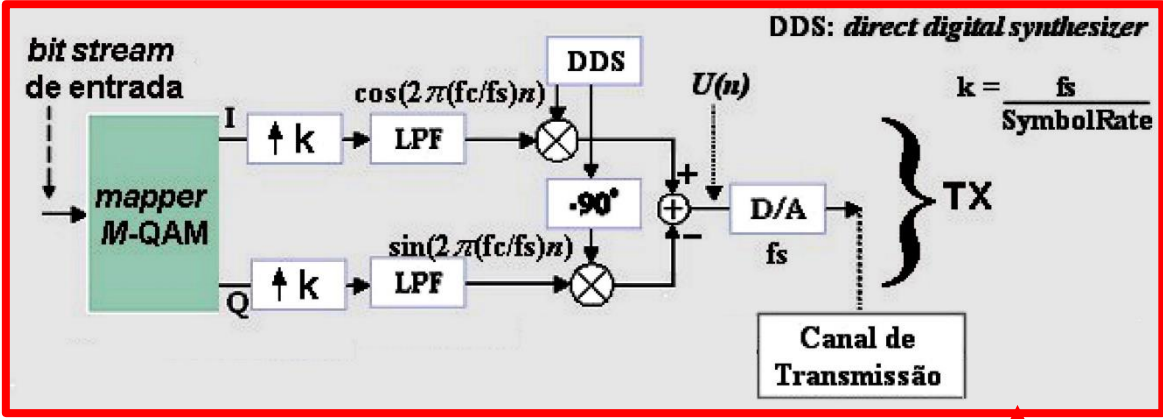 DDS: direct digital synthesizer
bit stream
de entrada
DDS
cos(2π(fc/fs)n)
U(n)
k = fs
SymbolRate
I
↑ k
LPF
mapper
M-QAM
-90°
+
D/A
TX
sin(2π(fc/fs)n)
−
fs
Q
↑ k
LPF
Canal de
Transmissão